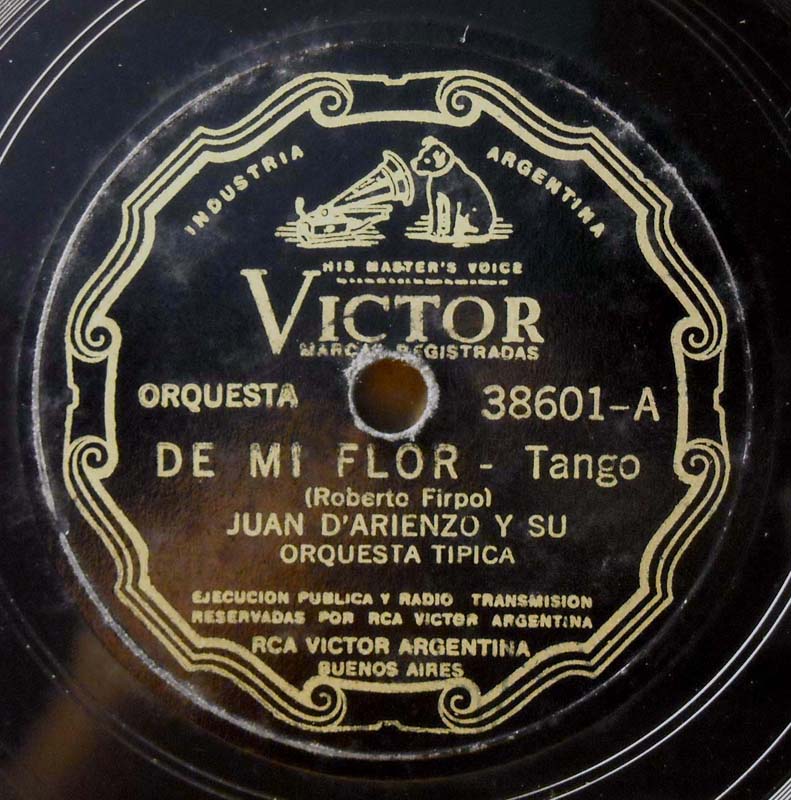 INDUSTRIA ARGENTINA
HIS MASTER'S VOICE
VICTOR
MARCAS REGISTRADAS
ORQUESTA 38601-A
DE MI FLOR - Tango
(Roberto Firpo)
JUAN D'ARIENZO Y SU
ORQUESTA TIPICA
EJECUCION PUBLICA Y RADIO TRANSMISION
RESERVADAS POR RCA VICTOR ARGENTINA
RCA VICTOR ARGENTINA
BUENOS AIRES